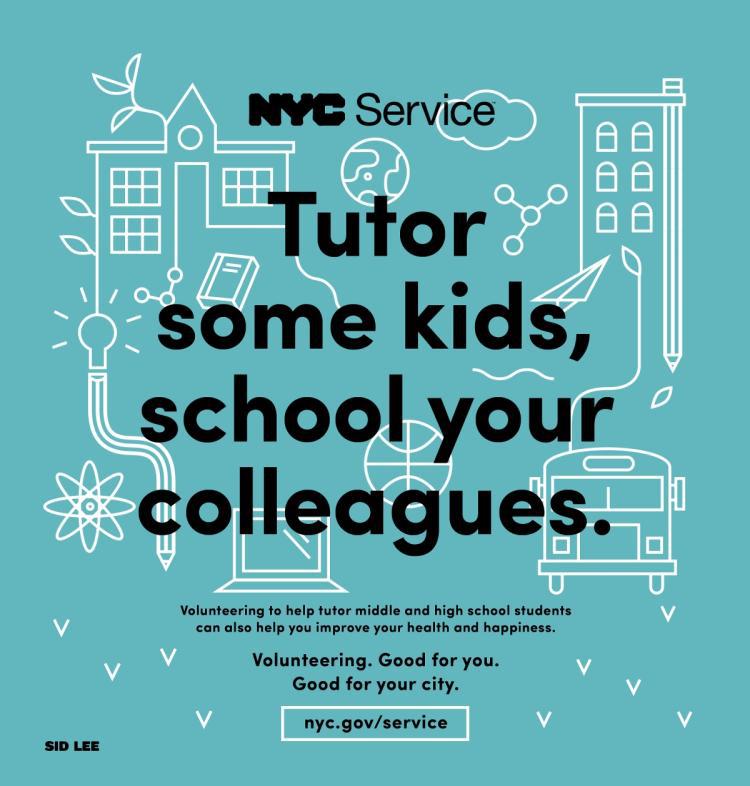 NYC Service
Tutor
some kids,
school your
colleagues.
Volunteering to help tutor middle and high school students
can also help you improve your health and happiness.
Volunteering. Good for you.
Good for your city.
nyc.gov/service
SID LEE